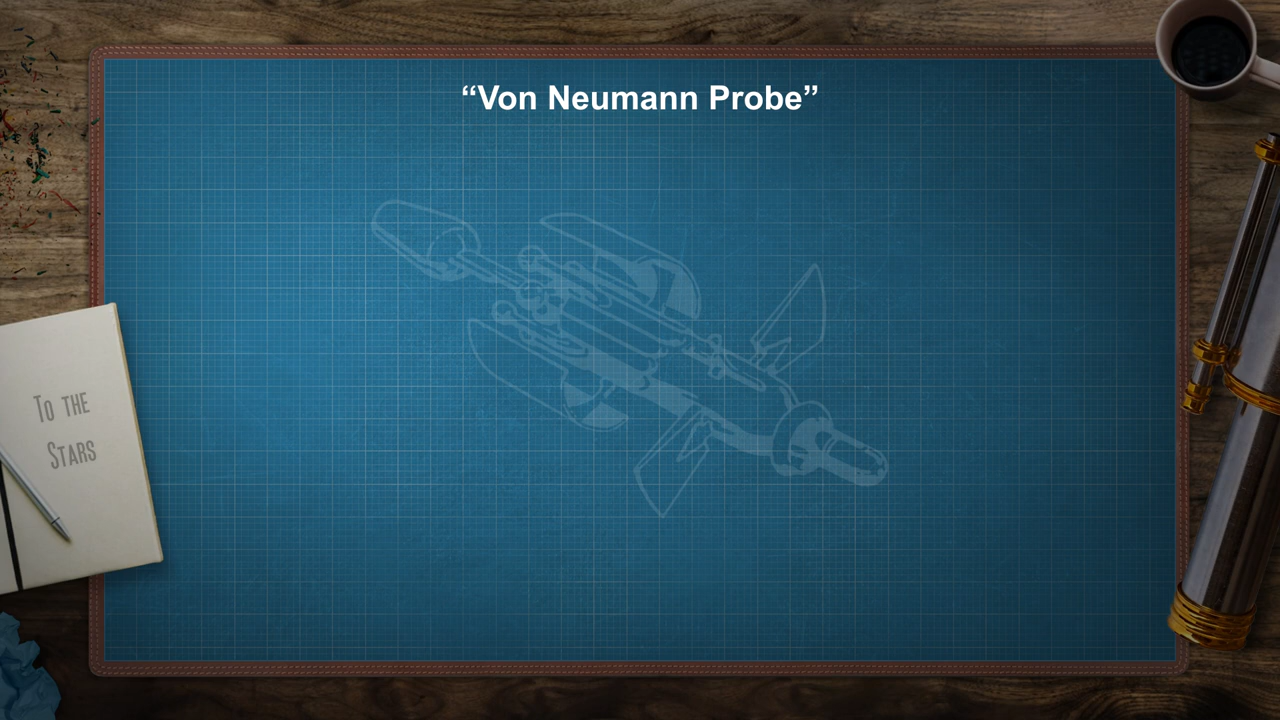 “Von Neumann Probe”
To the
Stars